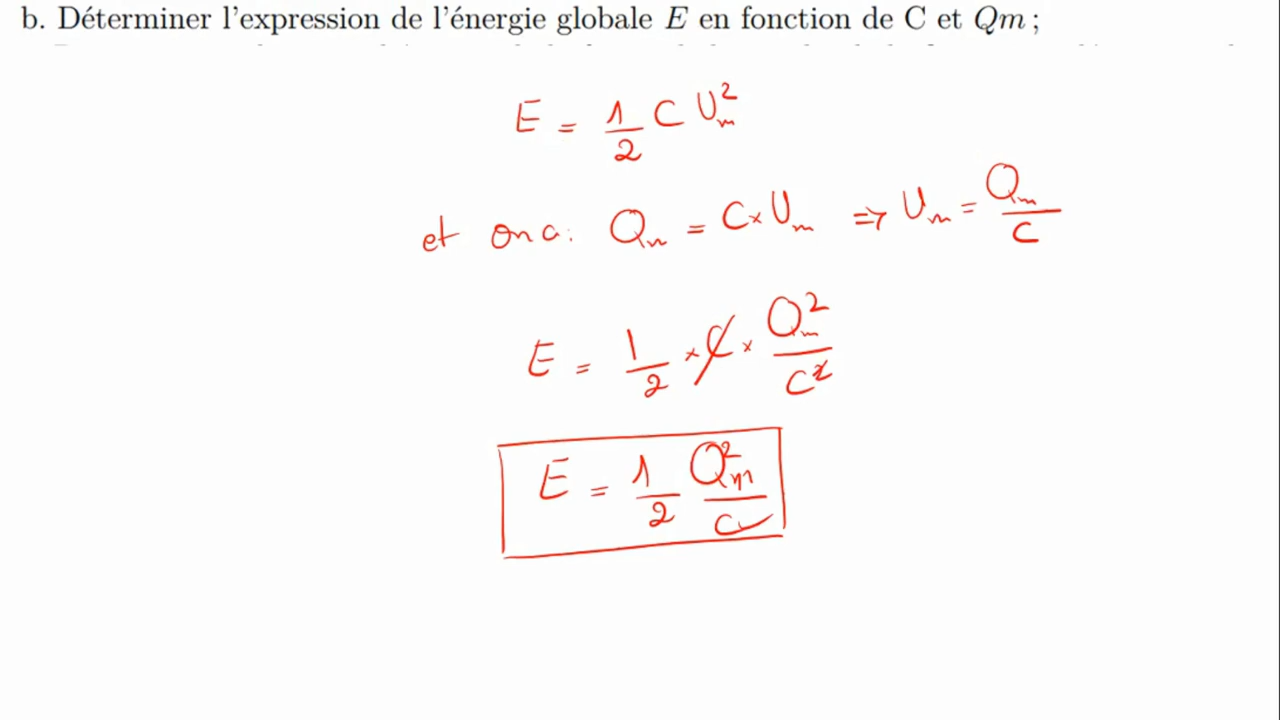 b. Déterminer l'expression de l'énergie globale E en fonction de C et Qm ;
E = 1/2 C U_m^2
et on a : Q_m = C × U_m ⇒ U_m = Q_m/C
E = 1/2 × C × Q_m^2/C^2
E = 1/2 Q_m^2/C